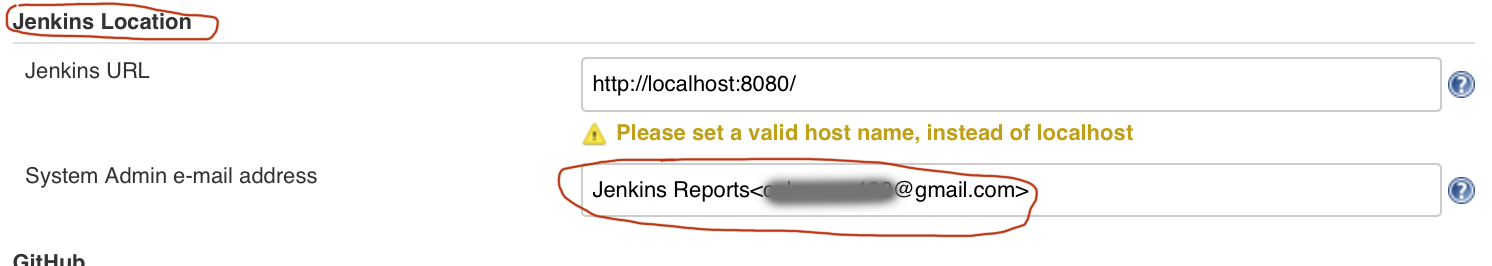 Jenkins Location
Jenkins URL
http://localhost:8080/
Please set a valid host name, instead of localhost
System Admin e-mail address
Jenkins Reports< @gmail.com>
GitHub